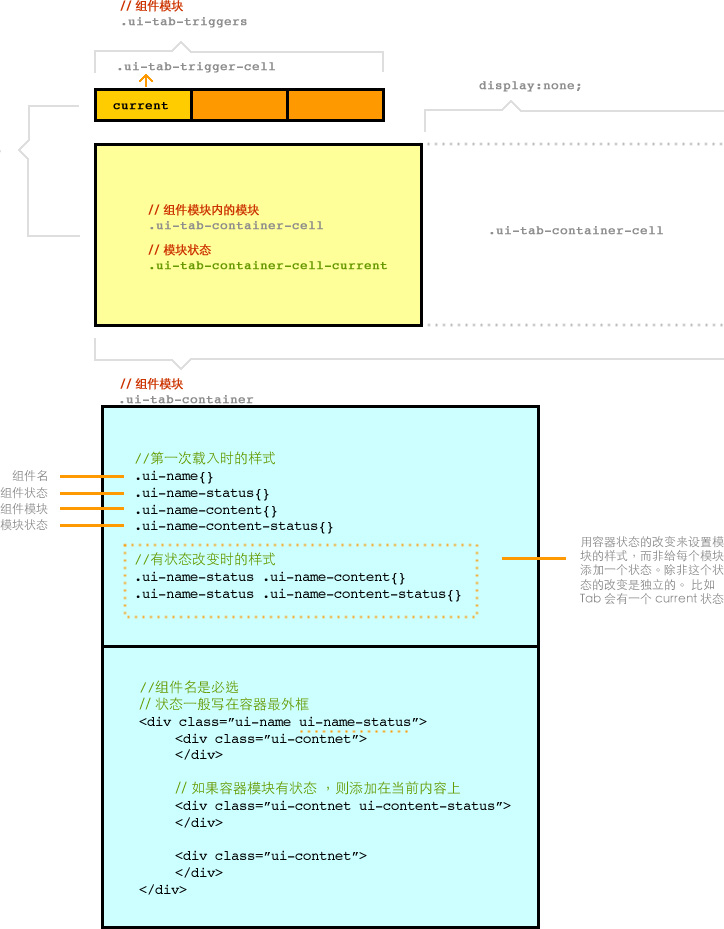 // 组件模块
.ui-tab-triggers
.ui-tab-trigger-cell
current
display:none;
// 组件模块内的模块
.ui-tab-container-cell
// 模块状态
.ui-tab-container-cell-current
.ui-tab-container-cell
// 组件模块
.ui-tab-container
//第一次载入时的样式
组件名
.ui-name{}
组件状态
.ui-name-status{}
组件模块
.ui-name-content{}
模块状态
.ui-name-content-status{}
//有状态改变时的样式
.ui-name-status .ui-name-content{}
.ui-name-status .ui-name-content-status{}
用容器状态的改变来设置模
块的样式，而非给每个模块
添加一个状态。除非这个状
态的改变是独立的。 比如
Tab 会有一个 current 状态
//组件名是必选
// 状态一般写在容器最外框
<div class=”ui-name ui-name-status”>
<div class=”ui-contnet”>
</div>
// 如果容器模块有状态 ，则添加在当前内容上
<div class=”ui-contnet ui-content-status”>
</div>
<div class=”ui-contnet”>
</div>
</div>